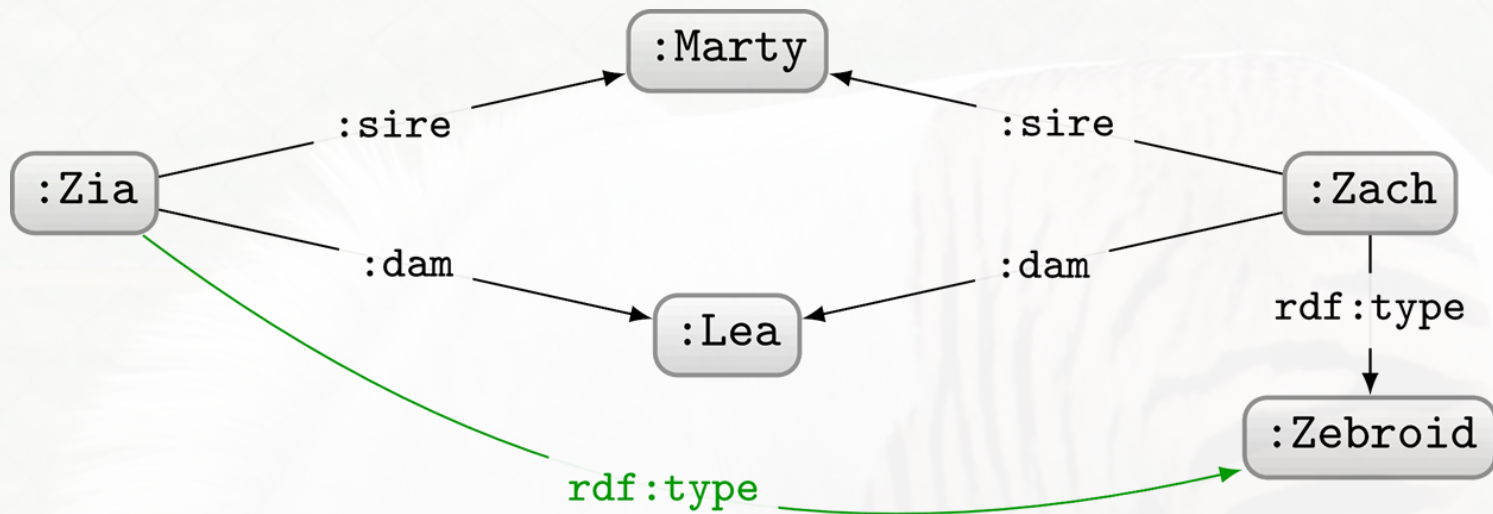 :Marty
:sire
:sire
:Zia
:Zach
:dam
:dam
:Lea
rdf:type
:Zebroid
rdf:type